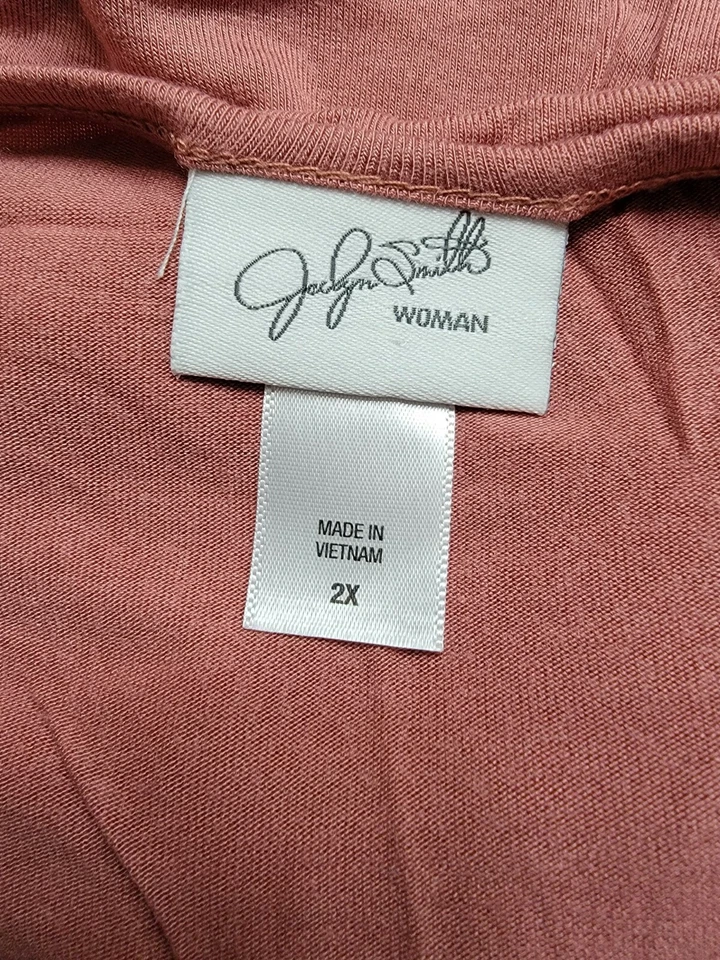 Jaclyn Smith
WOMAN
MADE IN
VIETNAM
2X